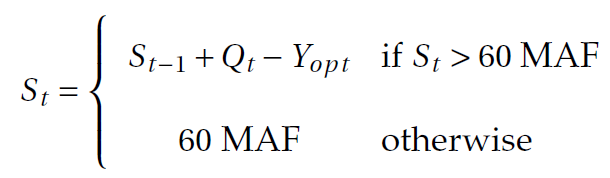 S_t = { S_{t−1} + Q_t − Y_{opt} if S_t > 60 MAF
60 MAF otherwise